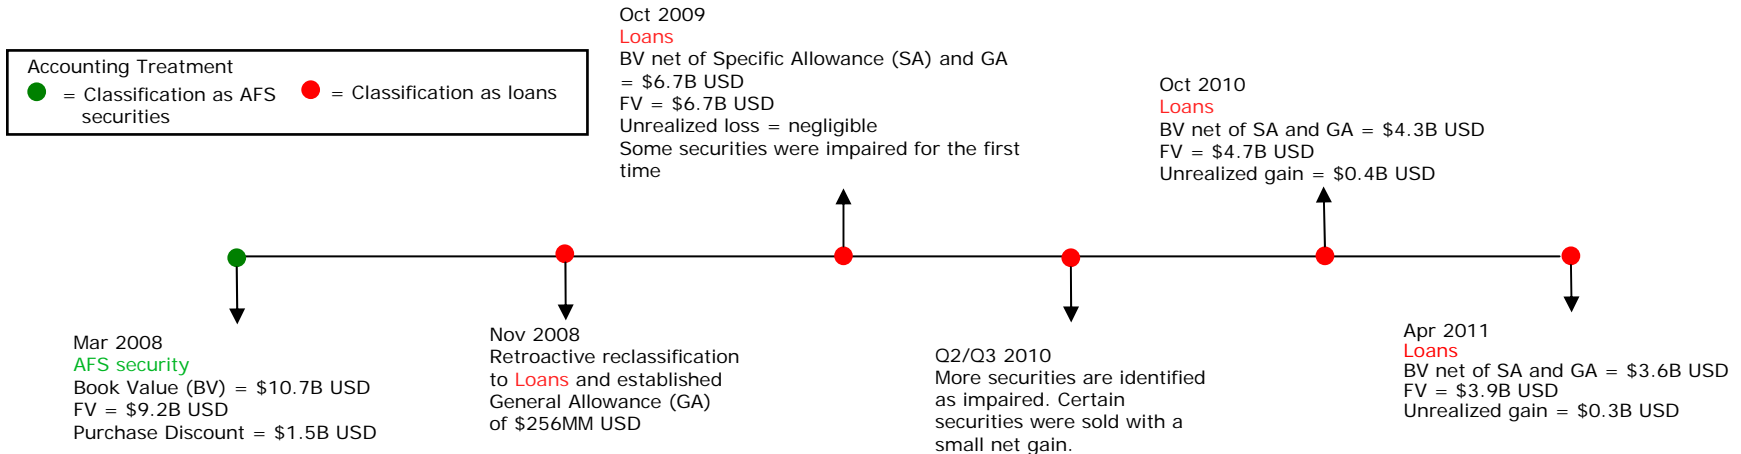 Accounting Treatment
= Classification as AFS
securities
= Classification as loans
Oct 2009
Loans
BV net of Specific Allowance (SA) and GA
= $6.7B USD
FV = $6.7B USD
Unrealized loss = negligible
Some securities were impaired for the first
time
Oct 2010
Loans
BV net of SA and GA = $4.3B USD
FV = $4.7B USD
Unrealized gain = $0.4B USD
Mar 2008
AFS security
Book Value (BV) = $10.7B USD
FV = $9.2B USD
Purchase Discount = $1.5B USD
Nov 2008
Retroactive reclassification
to Loans and established
General Allowance (GA)
of $256MM USD
Q2/Q3 2010
More securities are identified
as impaired. Certain
securities were sold with a
small net gain.
Apr 2011
Loans
BV net of SA and GA = $3.6B USD
FV = $3.9B USD
Unrealized gain = $0.3B USD